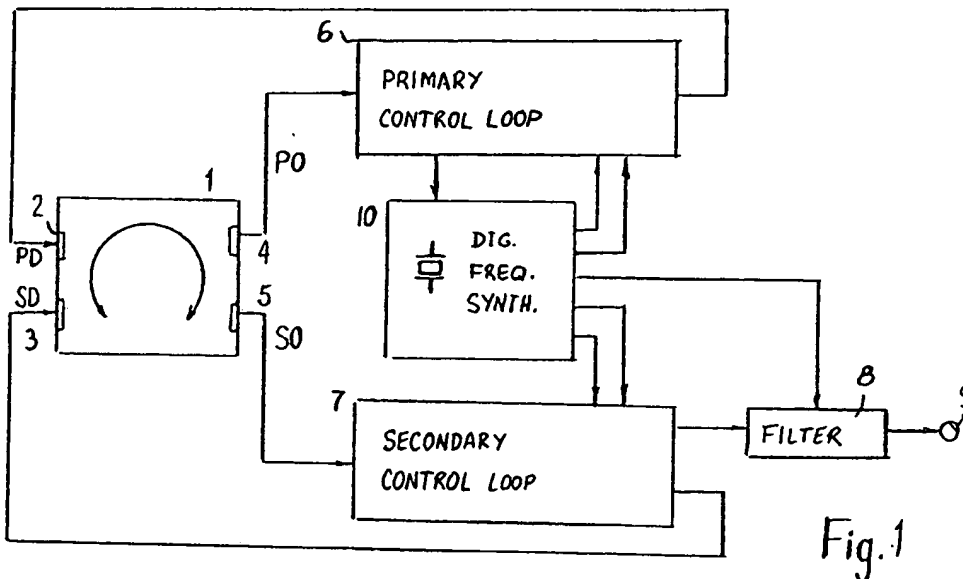 6
PRIMARY
CONTROL LOOP
PO
1
2
4
PD
SD
5
3
SO
10
DIG.
FREQ.
SYNTH.
7
SECONDARY
CONTROL LOOP
8
FILTER
9
Fig.1